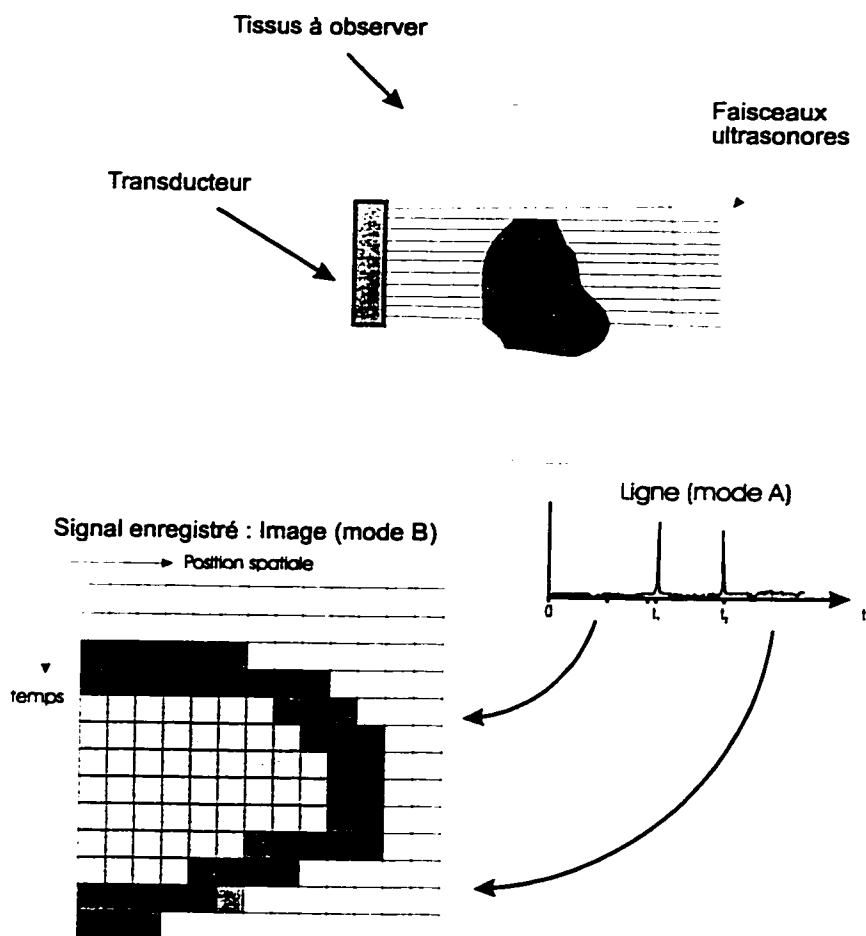 Tissus à observer
Faisceaux
ultrasonores
Transducteur
Ligne (mode A)
Signal enregistré : Image (mode B)
Position spatiale
0
t
temps